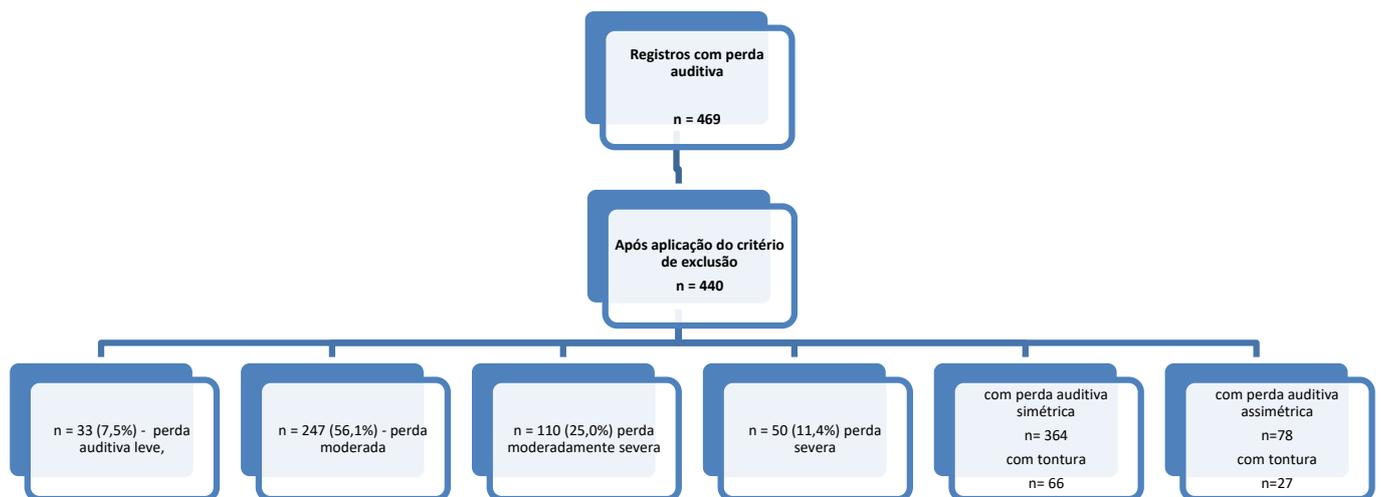 Registros com perda
auditiva
n = 469
Após aplicação do critério
de exclusão
n = 440
n = 33 (7,5%) -  perda
auditiva leve,
n = 247 (56,1%) - perda
moderada
n = 110 (25,0%) perda
moderadamente severa
n = 50 (11,4%) perda
severa
com perda auditiva
simétrica
n= 364
com tontura
n= 66
com perda auditiva
assimétrica
n=78
com tontura
n=27